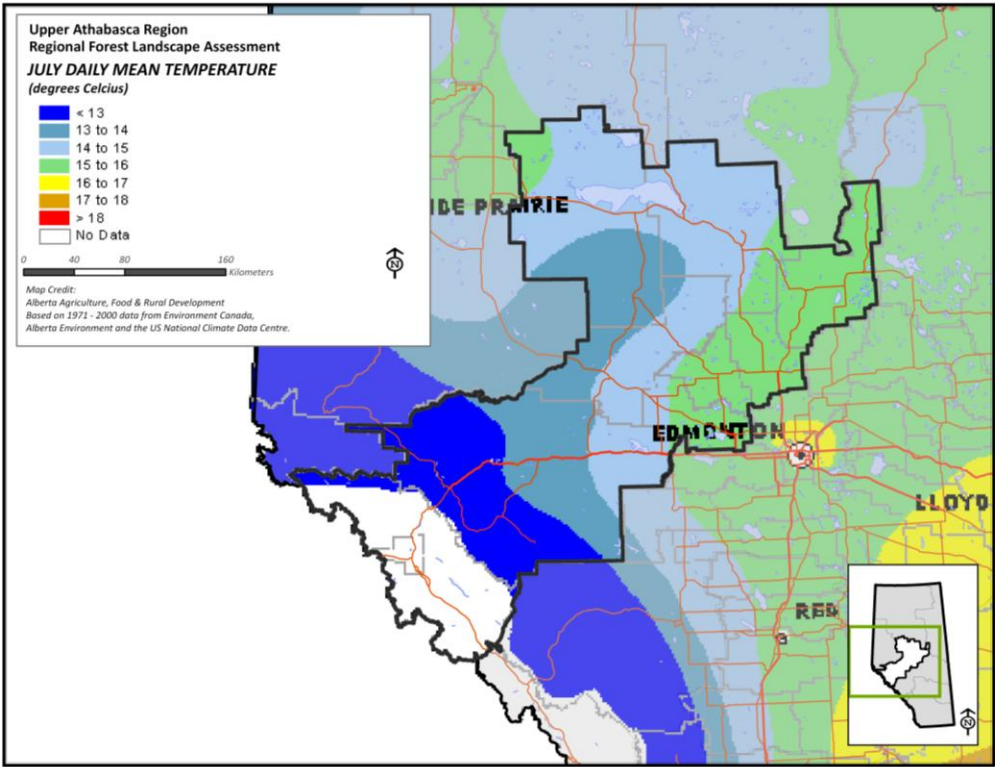 Upper Athabasca Region
Regional Forest Landscape Assessment
JULY DAILY MEAN TEMPERATURE
(degrees Celcius)
< 13
13 to 14
14 to 15
15 to 16
16 to 17
17 to 18
> 18
No Data
0 40 80 160
Kilometers
N
Map Credit:
Alberta Agriculture, Food & Rural Development
Based on 1971 - 2000 data from Environment Canada,
Alberta Environment and the US National Climate Data Centre.
IDE PRAIRIE
EDMONTON
LLOYD
RED
N